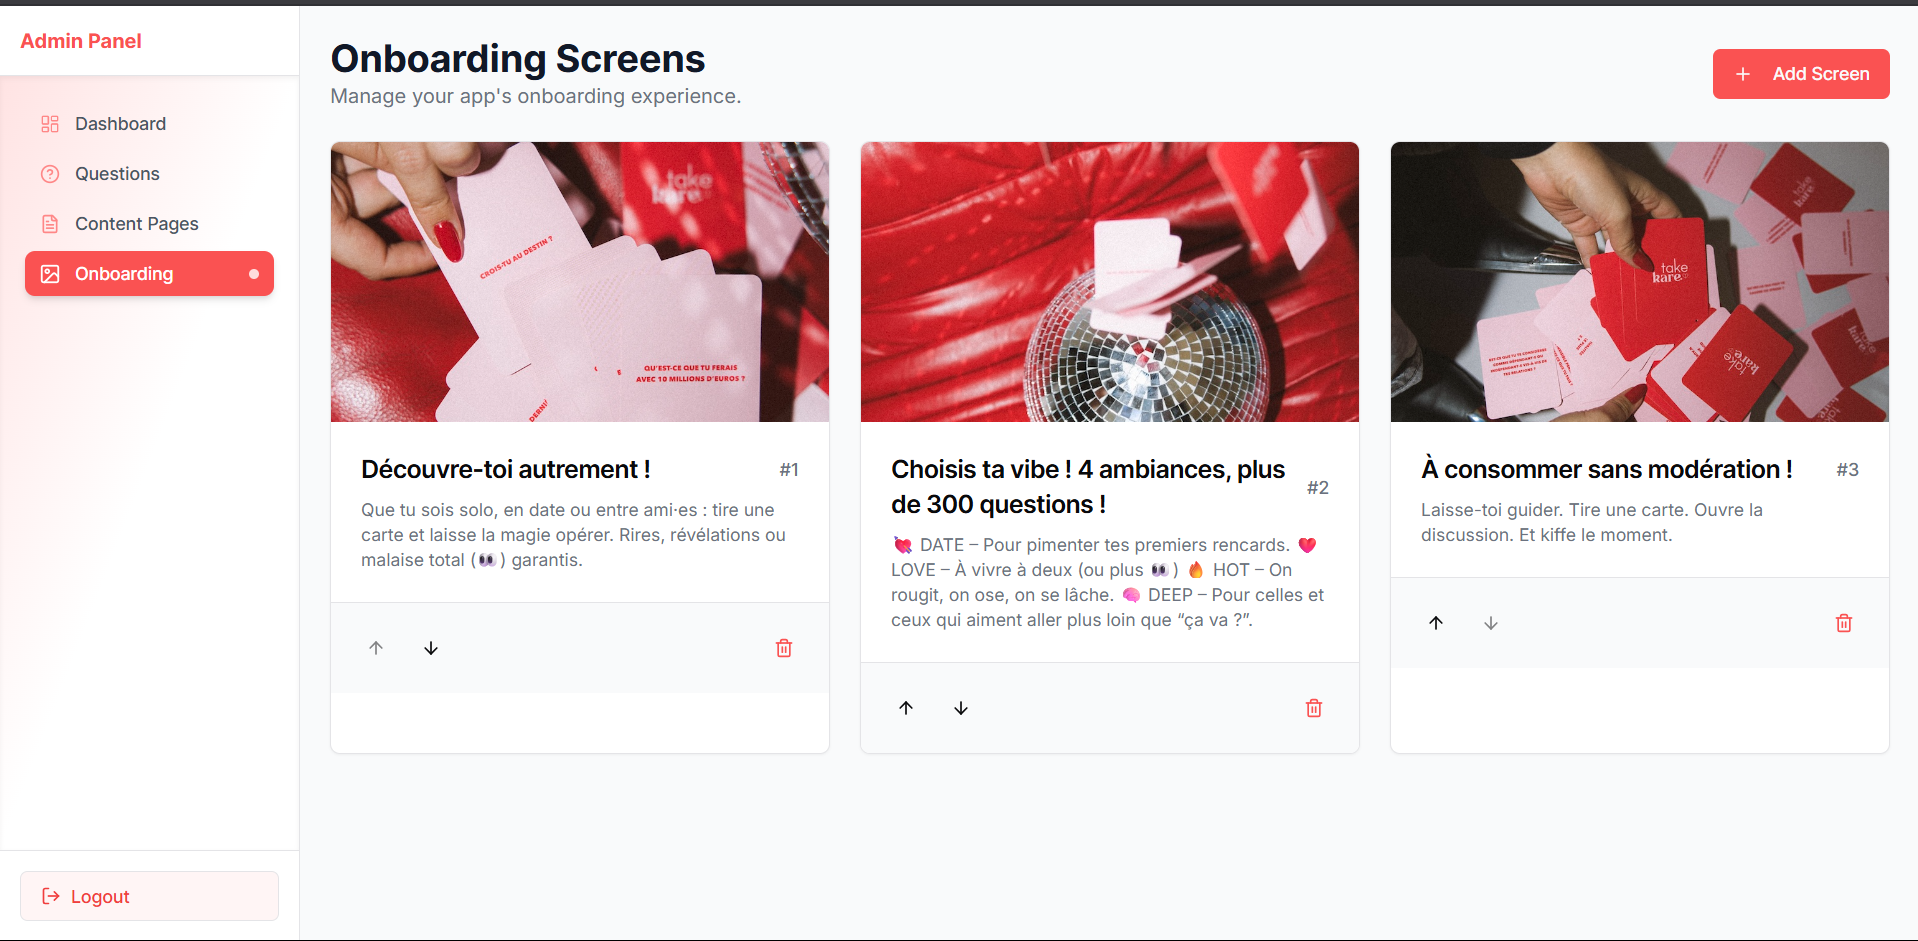 Admin Panel
Dashboard
Questions
Content Pages
Onboarding
Logout
Onboarding Screens
Manage your app's onboarding experience.
+ Add Screen
take
kare
CROIS-TU AU DESTIN ?
QU'EST-CE QUE TU FERAIS
AVEC 10 MILLIONS D'EUROS ?
Découvre-toi autrement !
#1
Que tu sois solo, en date ou entre ami·es : tire une
carte et laisse la magie opérer. Rires, révélations ou
malaise total (👀) garantis.
Choisis ta vibe ! 4 ambiances, plus
de 300 questions !
#2
💘 DATE – Pour pimenter tes premiers rencards. ❤️
LOVE – À vivre à deux (ou plus 👀) 🔥 HOT – On
rougit, on ose, on se lâche. 🧠 DEEP – Pour celles et
ceux qui aiment aller plus loin que “ça va ?”.
take
kare
take
kare
take
kare
À consommer sans modération !
#3
Laisse-toi guider. Tire une carte. Ouvre la
discussion. Et kiffe le moment.